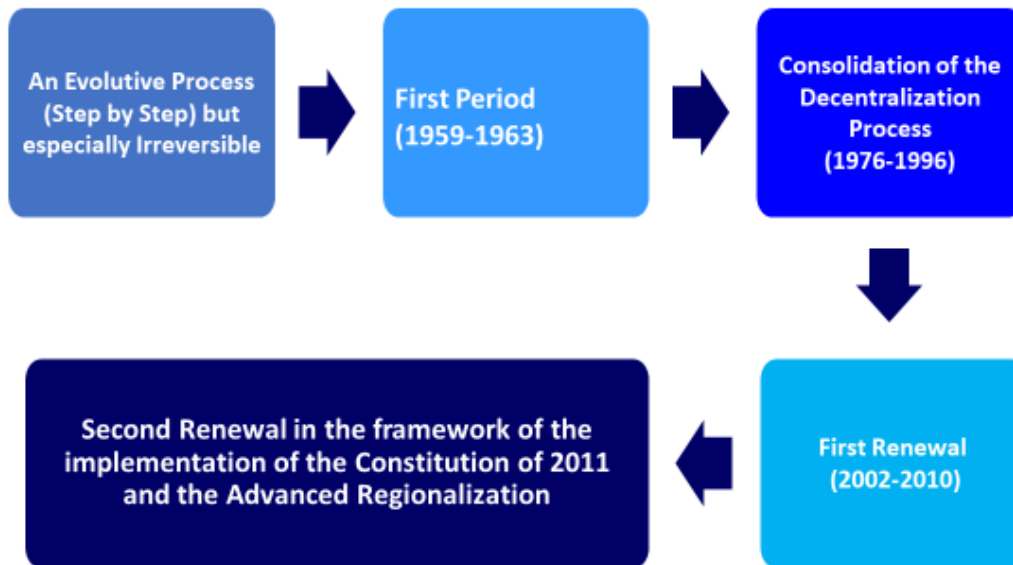 An Evolutive Process
(Step by Step) but
especially Irreversible
First Period
(1959-1963)
Consolidation of the
Decentralization
Process
(1976-1996)
First Renewal
(2002-2010)
Second Renewal in the framework of the
implementation of the Constitution of 2011
and the Advanced Regionalization